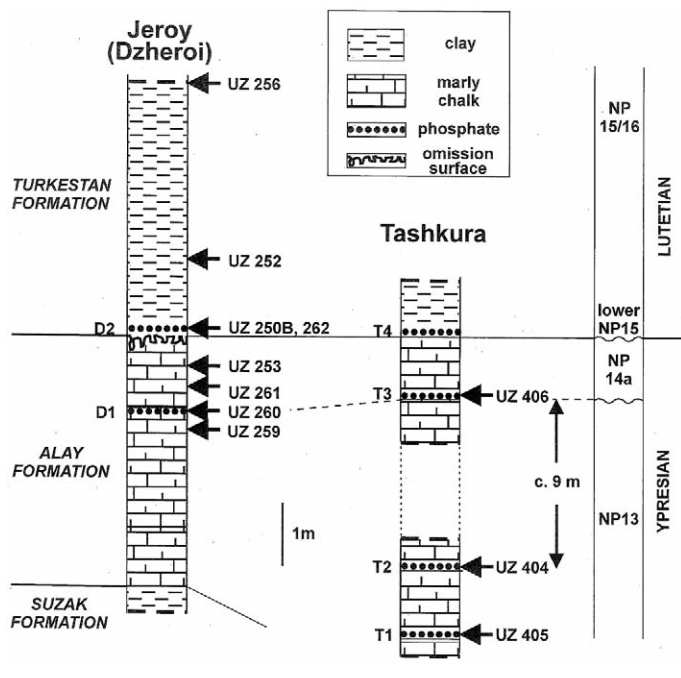 Jeroy
(Dzheroi)
clay
marly
chalk
phosphate
omission
surface
UZ 256
NP
15/16
TURKESTAN
FORMATION
LUTETIAN
Tashkura
UZ 252
lower
NP15
D2
UZ 250B, 262
T4
UZ 253
NP
14a
UZ 261
T3
UZ 406
D1
UZ 260
UZ 259
ALAY
FORMATION
c. 9 m
YPRESIAN
1m
NP13
T2
UZ 404
SUZAK
FORMATION
T1
UZ 405